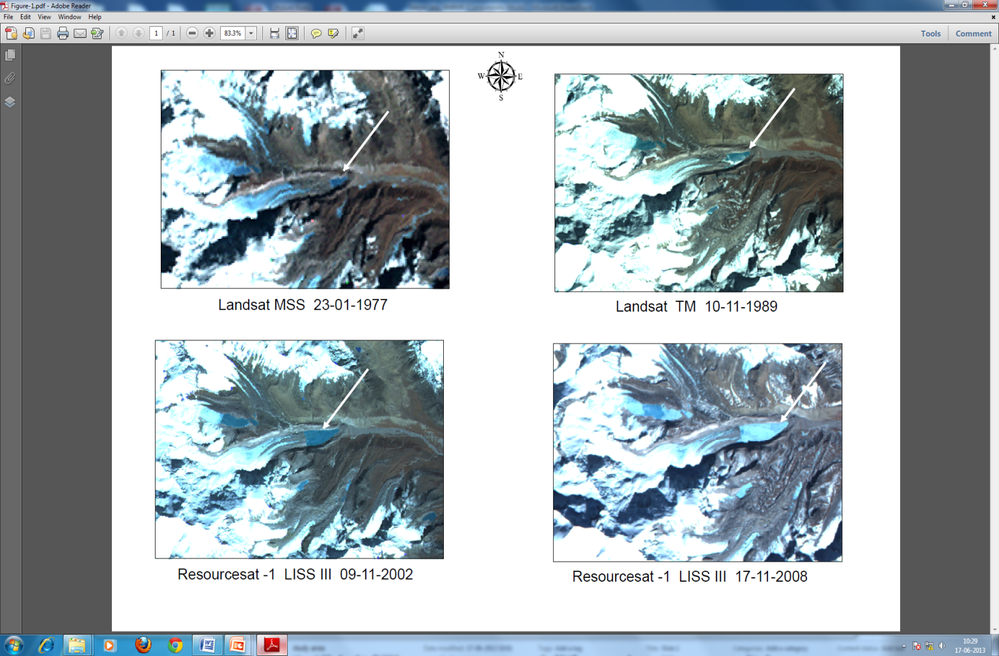 Figure-1.pdf - Adobe Reader
File Edit View Window Help
1 / 1 83.3% Tools Comment
N
W E
S
Landsat MSS 23-01-1977
Landsat TM 10-11-1989
Resourcesat -1 LISS III 09-11-2002
Resourcesat -1 LISS III 17-11-2008
10:29
17-06-2013